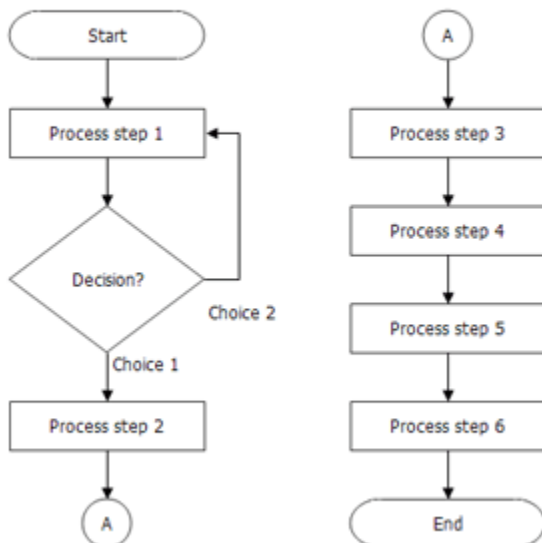 Start
Process step 1
Decision?
Choice 2
Choice 1
Process step 2
A
A
Process step 3
Process step 4
Process step 5
Process step 6
End